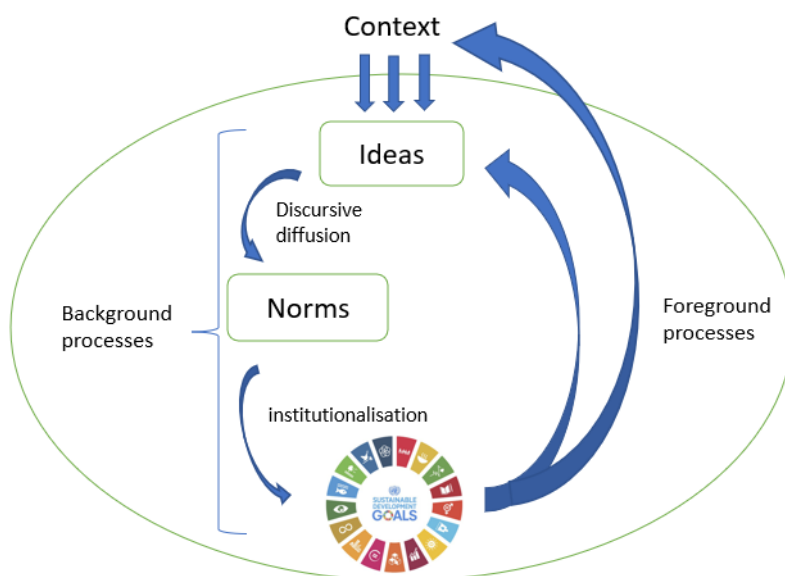 Context
Ideas
Discursive
diffusion
Norms
Background
processes
Foreground
processes
institutionalisation
SUSTAINABLE
DEVELOPMENT
GOALS